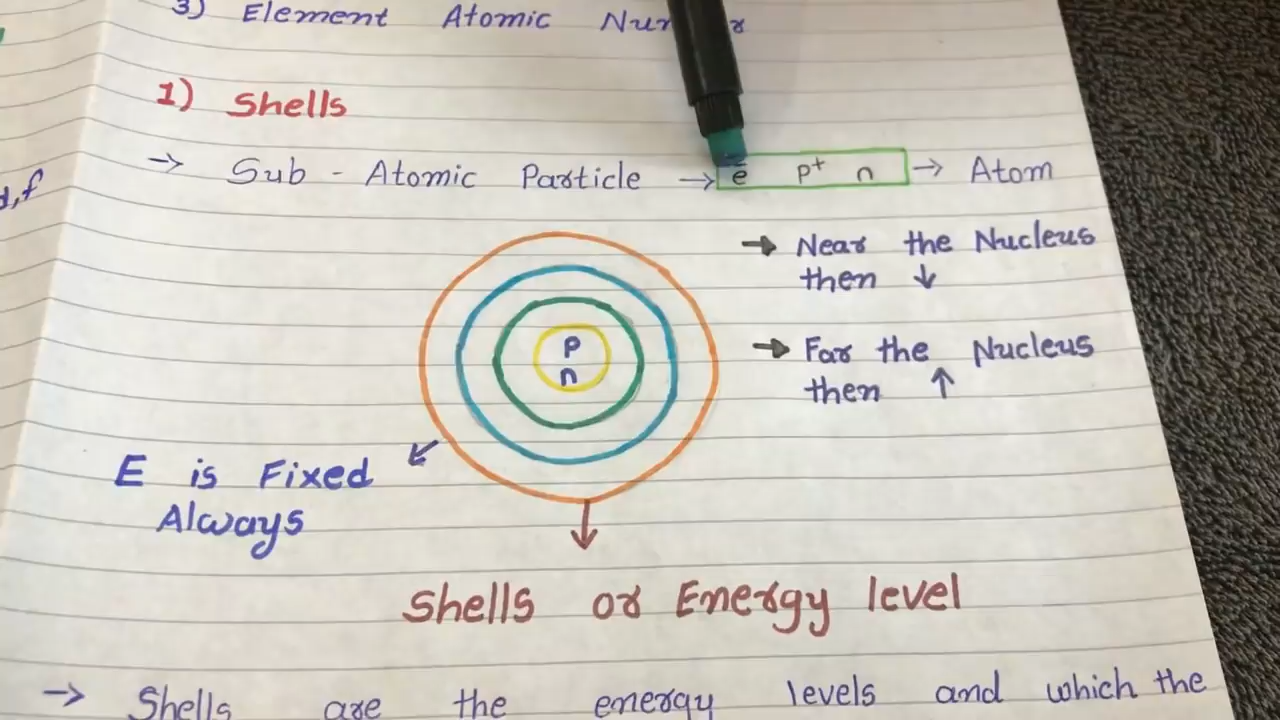 3) Element Atomic
1) Shells
→ Sub - Atomic Particle → e̅ p⁺ n → Atom
d,f
→ Near the Nucleus
then ↓
→ Far the Nucleus
then ↑
P
n
E is Fixed
Always
Shells or Energy level
→ Shells are the energy levels and which the